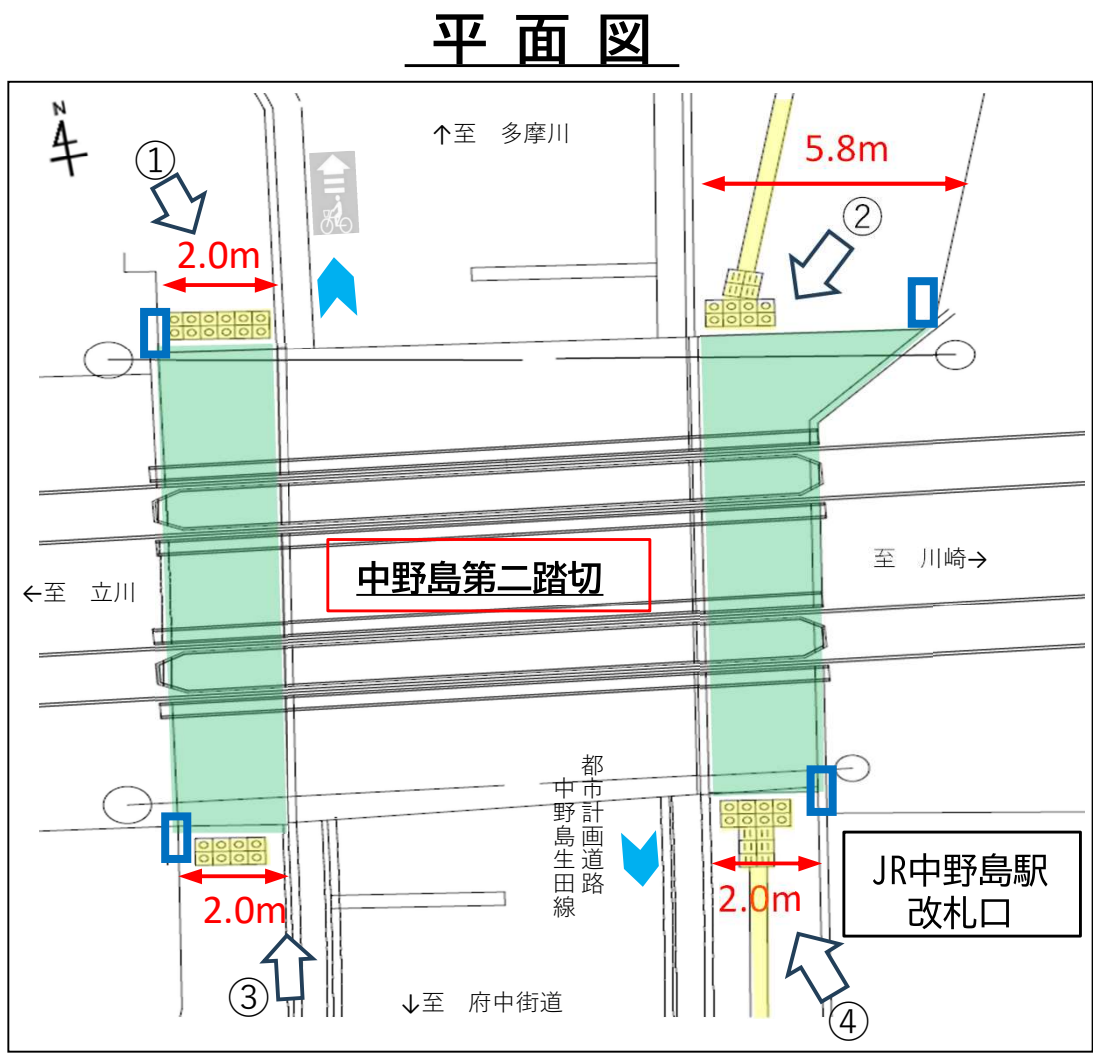 平面図
N
↑至 多摩川
①
5.8m
②
2.0m
中野島第二踏切
至 川崎→
←至 立川
都市計画道路
中野島生田線
JR中野島駅
改札口
2.0m
2.0m
③
↓至 府中街道
④